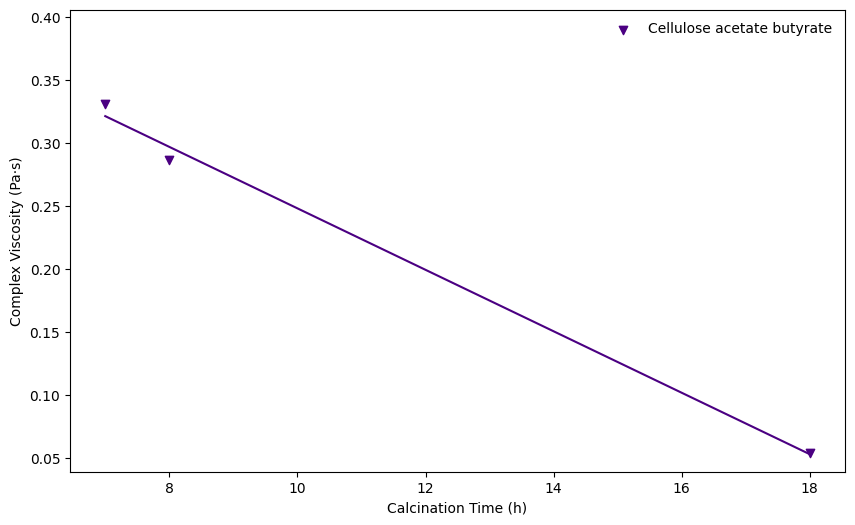 0.40
Cellulose acetate butyrate
0.35
0.30
0.25
0.20
0.15
0.10
0.05
Complex Viscosity (Pa·s)
8 10 12 14 16 18
Calcination Time (h)